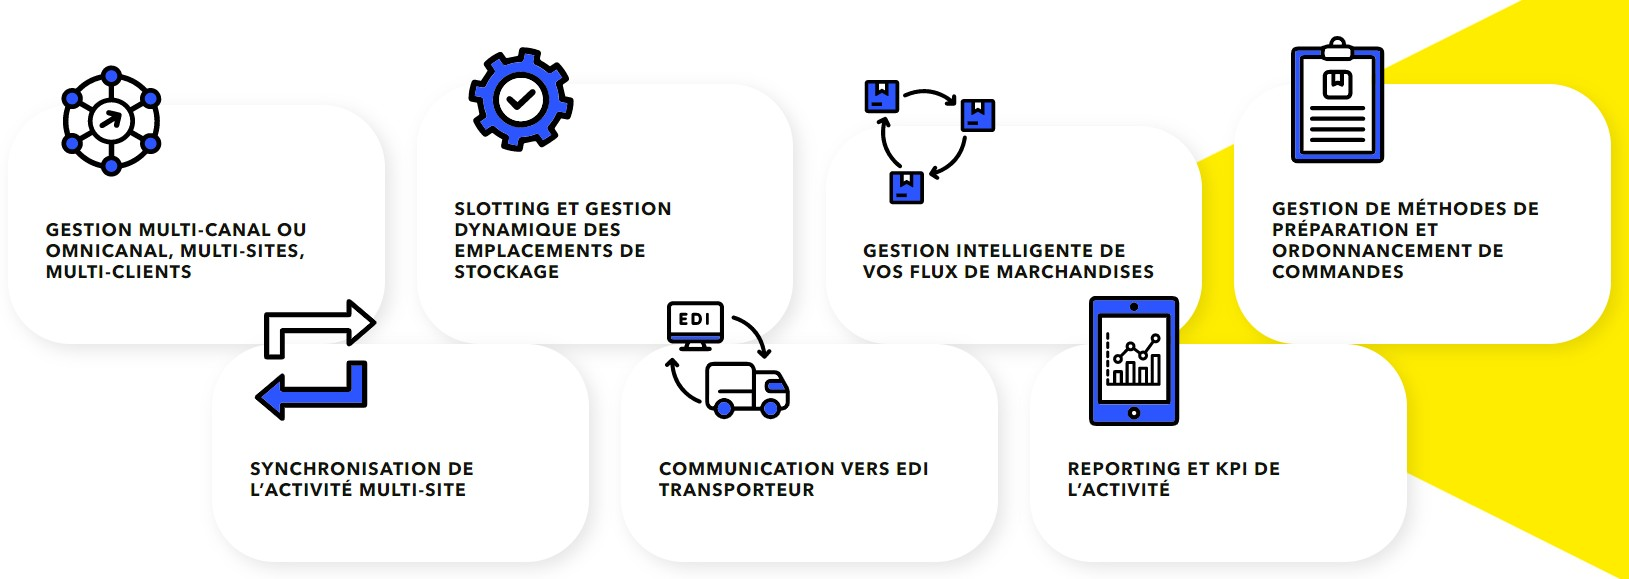 GESTION MULTI-CANAL OU
OMNICANAL, MULTI-SITES,
MULTI-CLIENTS
SLOTTING ET GESTION
DYNAMIQUE DES
EMPLACEMENTS DE
STOCKAGE
GESTION INTELLIGENTE DE
VOS FLUX DE MARCHANDISES
GESTION DE MÉTHODES DE
PRÉPARATION ET
ORDONNANCEMENT DE
COMMANDES
SYNCHRONISATION DE
L’ACTIVITÉ MULTI-SITE
EDI
COMMUNICATION VERS EDI
TRANSPORTEUR
REPORTING ET KPI DE
L’ACTIVITÉ